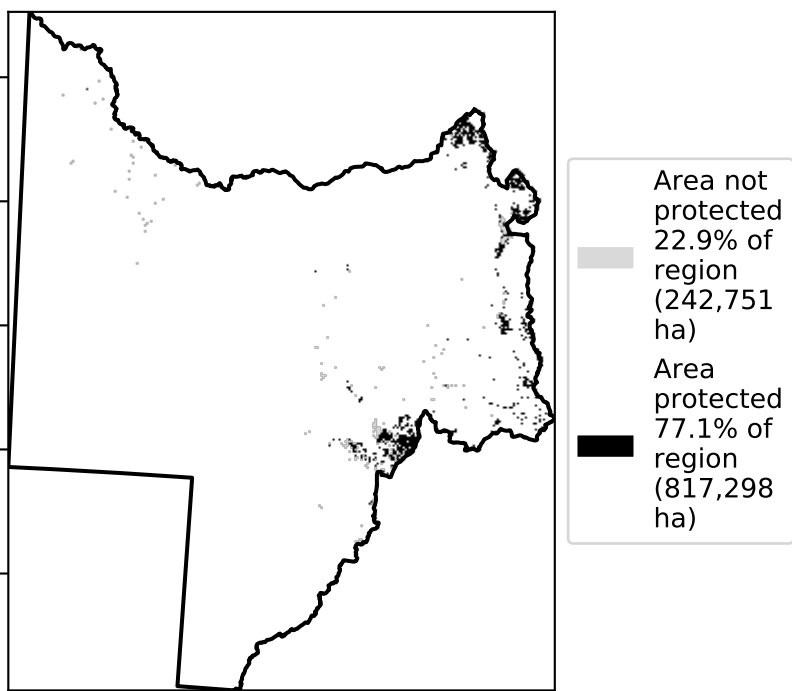 Area not
protected
22.9% of
region
(242,751
ha)
Area
protected
77.1% of
region
(817,298
ha)